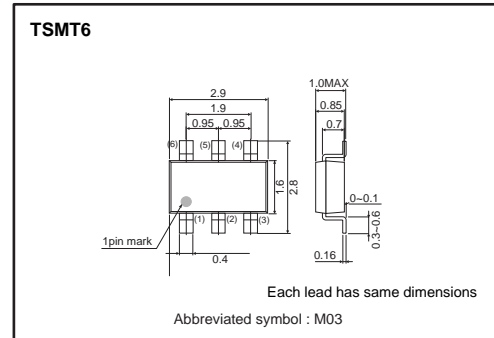 TSMT6
1.0MAX
2.9
0.85
1.9
0.7
0.95 0.95
(6) (5) (4)
1.6
2.8
0~0.1
(1) (2) (3)
1pin mark
0.3~0.6
0.4
0.16
Each lead has same dimensions
Abbreviated symbol : M03